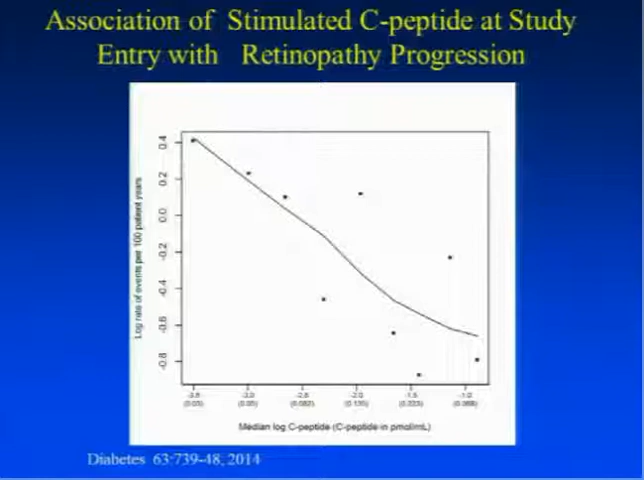 Association of Stimulated C-peptide at Study
Entry with Retinopathy Progression
Log rate of events per 100 patient years
0.4
0.2
0.0
-0.2
-0.4
-0.6
-0.8
-3.5 -3.0 -2.5 -2.0 -1.5 -1.0
(0.03) (0.05) (0.082) (0.135) (0.223) (0.368)
Median log C-peptide (C-peptide in pmol/mL)
Diabetes 63:739-48, 2014